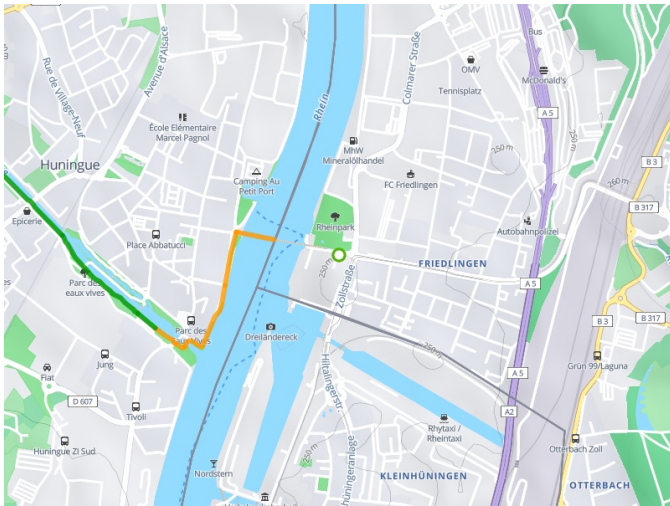 Bus
OMV
McDonald's
Colmarer Straße
Tennisplatz
Avenue d'Alsace
Rue de Village-Neuf
Rhein
A 5
250 m
250 m
École Elémentaire
Marcel Pagnol
MhW
Mineralölhandel
B 3
Huningue
Camping Au
Petit Port
FC Friedlingen
260 m
B 317
Epicerie
Rheinpark
Autobahnpolizei
Place Abbatucci
FRIEDLINGEN
250 m
Zollstraße
A 5
Parc des
eaux vives
B 317
B 3
Parc des
Eaux Vives
Dreiländereck
250 m
Jung
Grün 99/Laguna
Fiat
Hiltalingerstr.
A 5
D 607
Tivoli
A2
Rhytaxi /
Rheintaxi
Huningue ZI Sud
Otterbach Zoll
250 m
Nordstern
KLEINHÜNINGEN
OTTERBACH